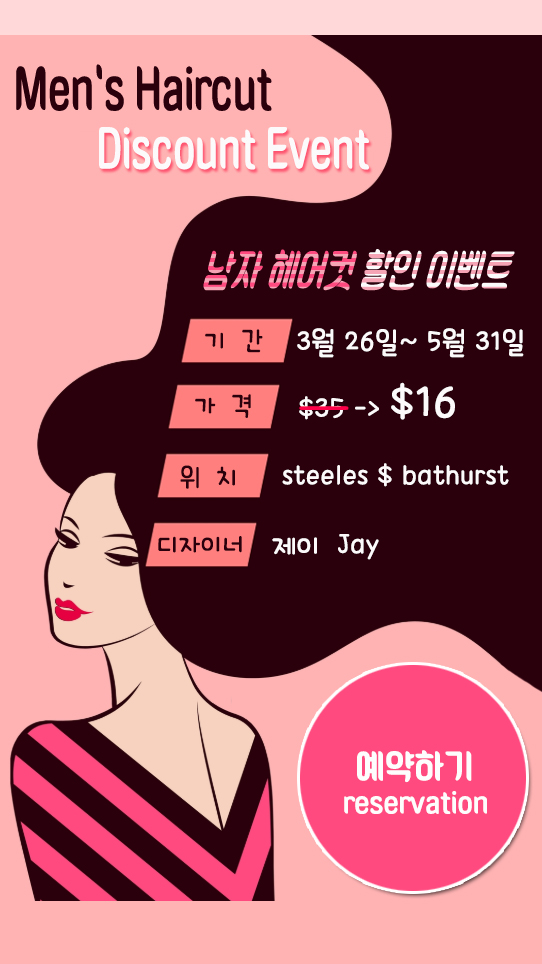 Men's Haircut
Discount Event
남자 헤어컷 할인 이벤트
기 간 3월 26일~ 5월 31일
가 격 $35 -> $16
위 치 steeles $ bathurst
디자이너 제이 Jay
예약하기
reservation